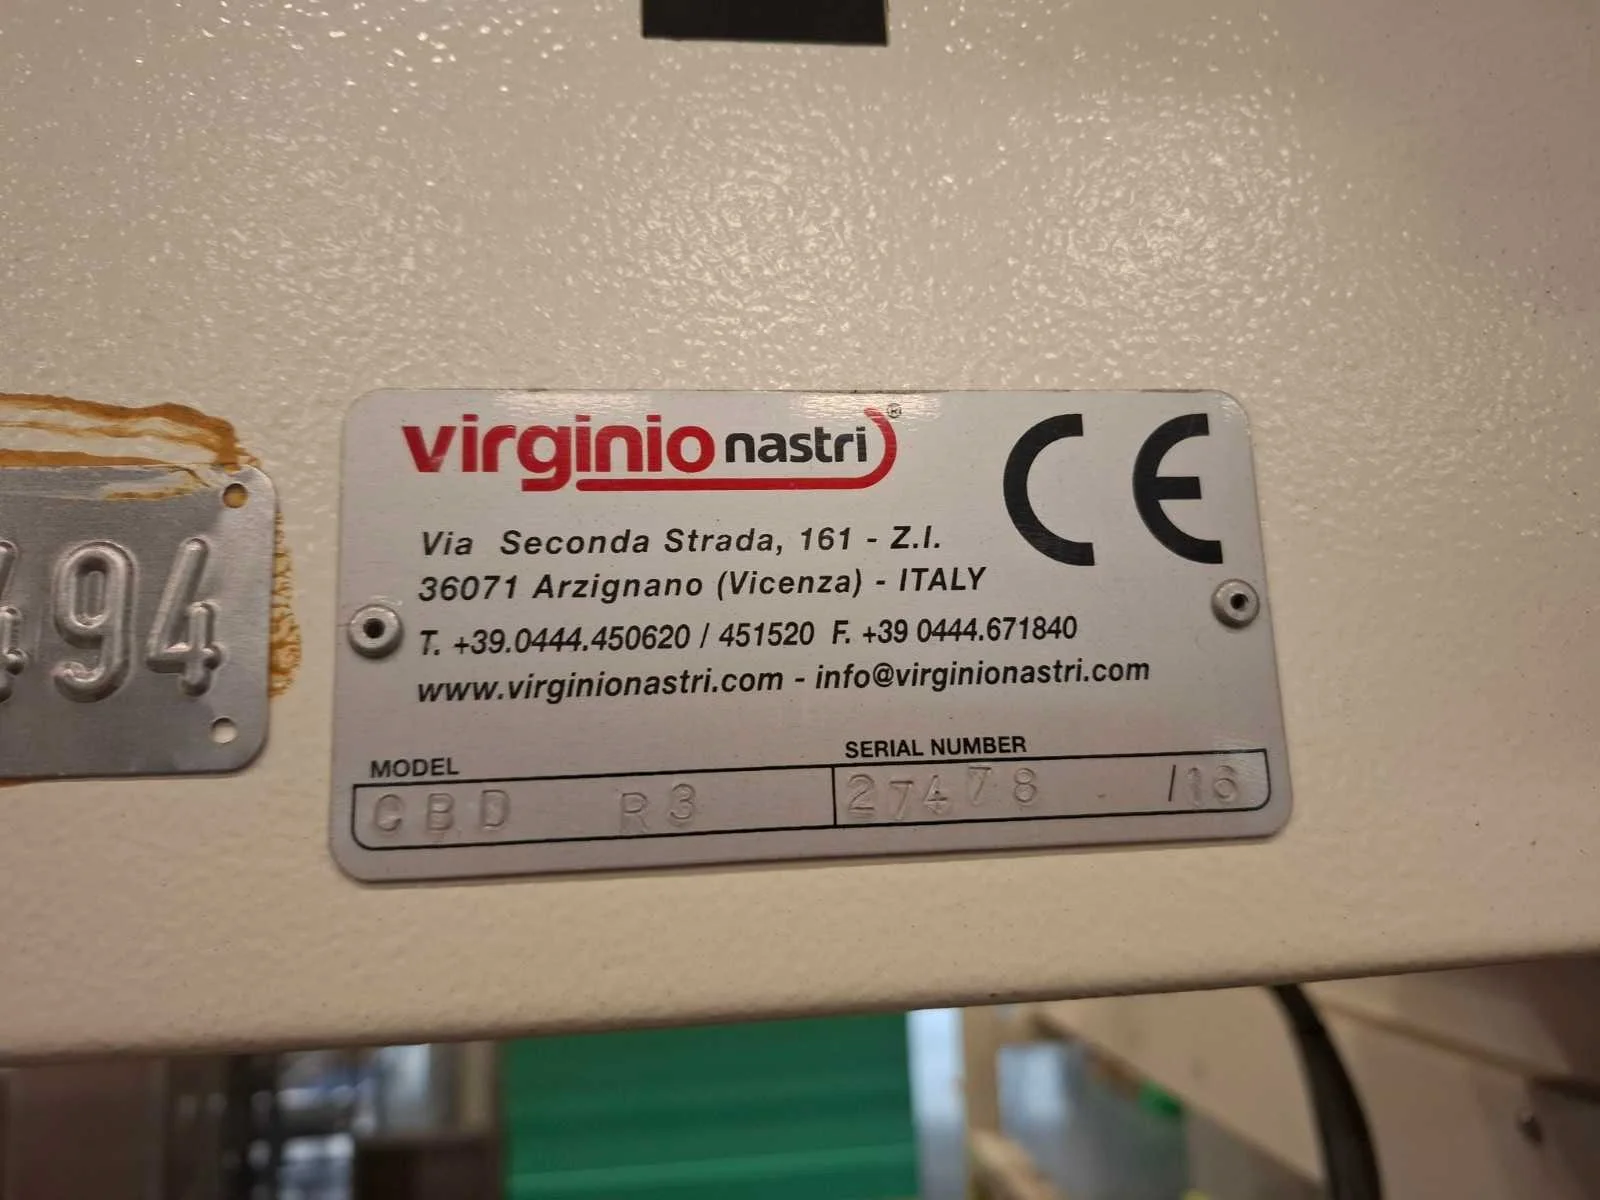 virginio nastri®
CE
Via Seconda Strada, 161 - Z.I.
36071 Arzignano (Vicenza) - ITALY
T. +39.0444.450620 / 451520 F. +39 0444.671840
www.virginionastri.com - info@virginionastri.com
MODEL SERIAL NUMBER
CBD R3 27478 /16
494